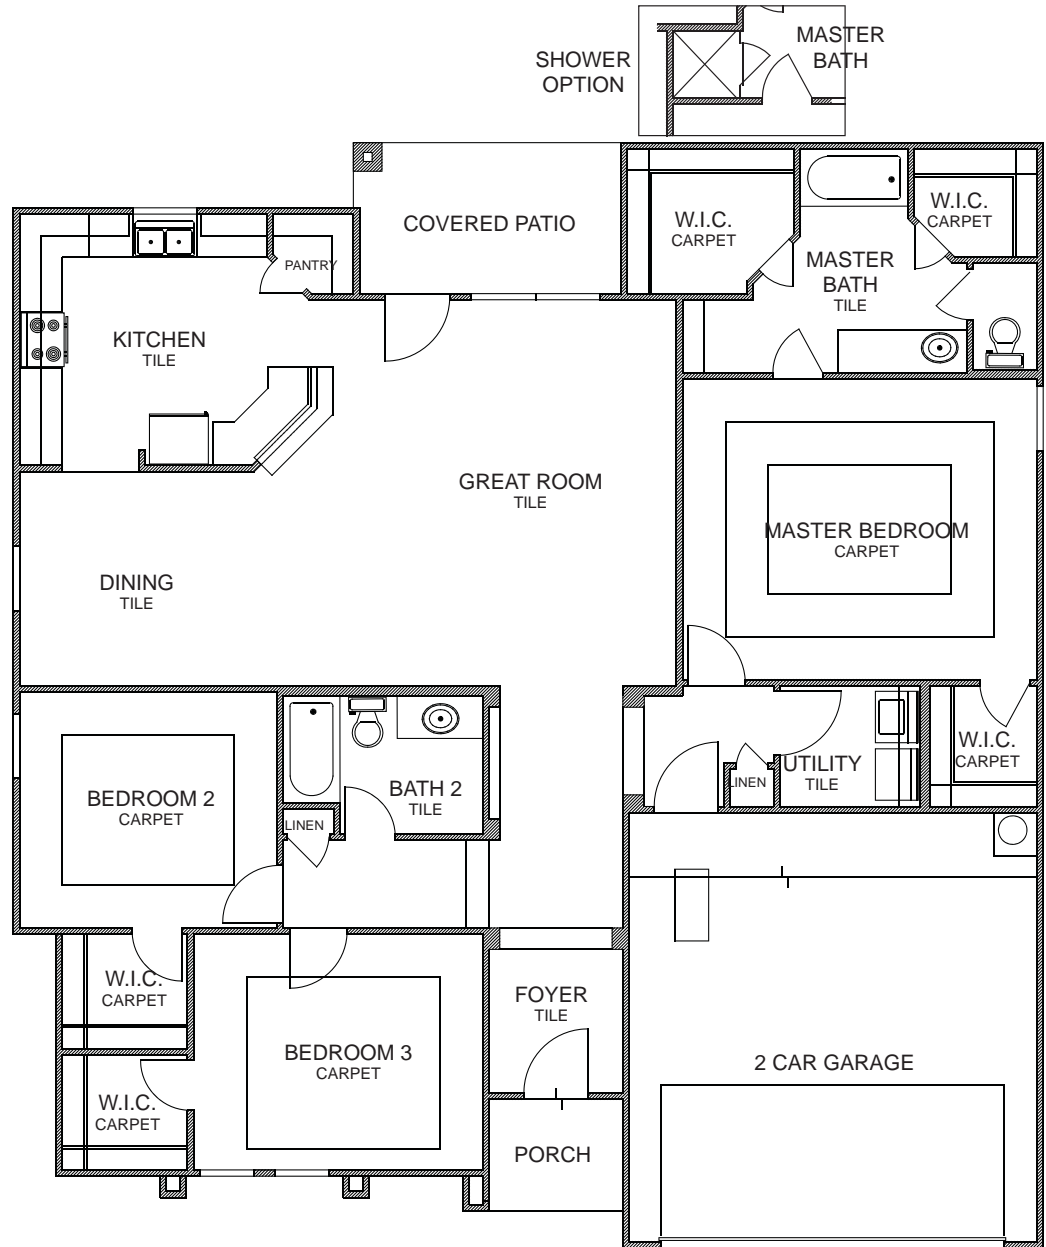 SHOWER
OPTION
MASTER
BATH
COVERED PATIO
W.I.C.
CARPET
W.I.C.
CARPET
MASTER
BATH
TILE
PANTRY
KITCHEN
TILE
GREAT ROOM
TILE
MASTER BEDROOM
CARPET
DINING
TILE
BEDROOM 2
CARPET
BATH 2
TILE
LINEN
LINEN
UTILITY
TILE
W.I.C.
CARPET
W.I.C.
CARPET
FOYER
TILE
BEDROOM 3
CARPET
2 CAR GARAGE
W.I.C.
CARPET
PORCH